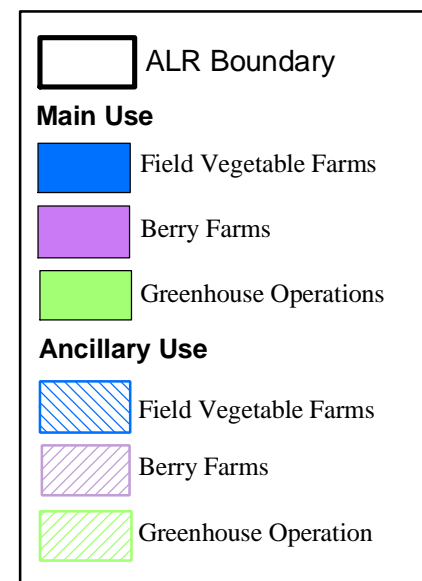 ALR Boundary
Main Use
Field Vegetable Farms
Berry Farms
Greenhouse Operations
Ancillary Use
Field Vegetable Farms
Berry Farms
Greenhouse Operation